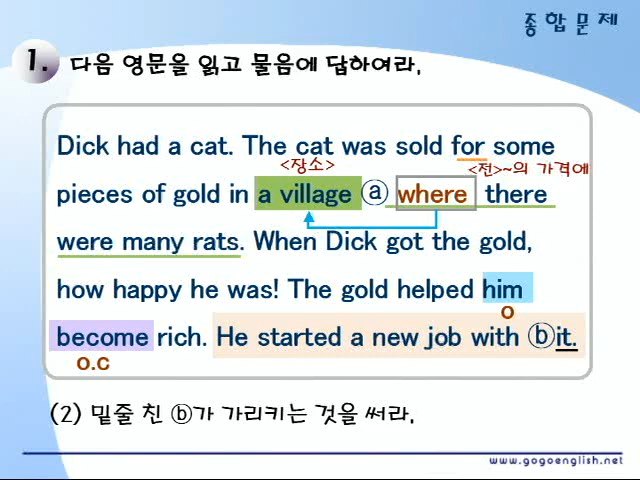 종합문제
1. 다음 영문을 읽고 물음에 답하여라.
Dick had a cat. The cat was sold for some
<장소> <전>~의 가격에
pieces of gold in a village ⓐ where there
were many rats. When Dick got the gold,
how happy he was! The gold helped him
O
become rich. He started a new job with ⓑit.
O.C
(2) 밑줄 친 ⓑ가 가리키는 것을 써라.
www.gogoenglish.net